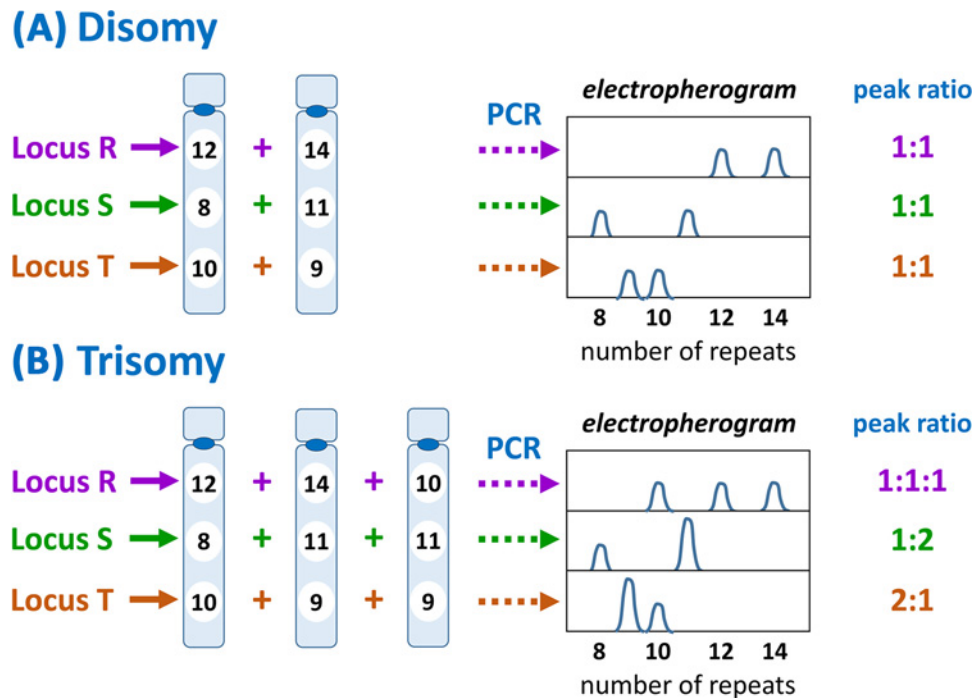 (A) Disomy
electropherogram peak ratio
PCR
Locus R 12 + 14 1:1
Locus S 8 + 11 1:1
Locus T 10 + 9 1:1
8 10 12 14
number of repeats
(B) Trisomy
electropherogram peak ratio
PCR
Locus R 12 + 14 + 10 1:1:1
Locus S 8 + 11 + 11 1:2
Locus T 10 + 9 + 9 2:1
8 10 12 14
number of repeats